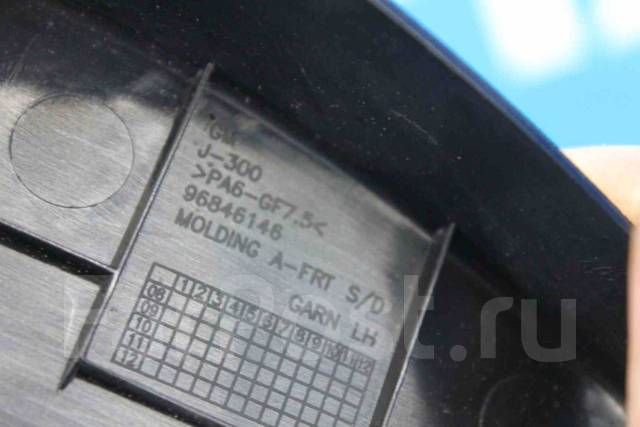 GM
J-300
>PA6-GF7.5<
96846146
MOLDING A-FRT S/D
GARN LH
1 2 3 4 5 6 7 8 9 10 11 12
08
09
10
11
12